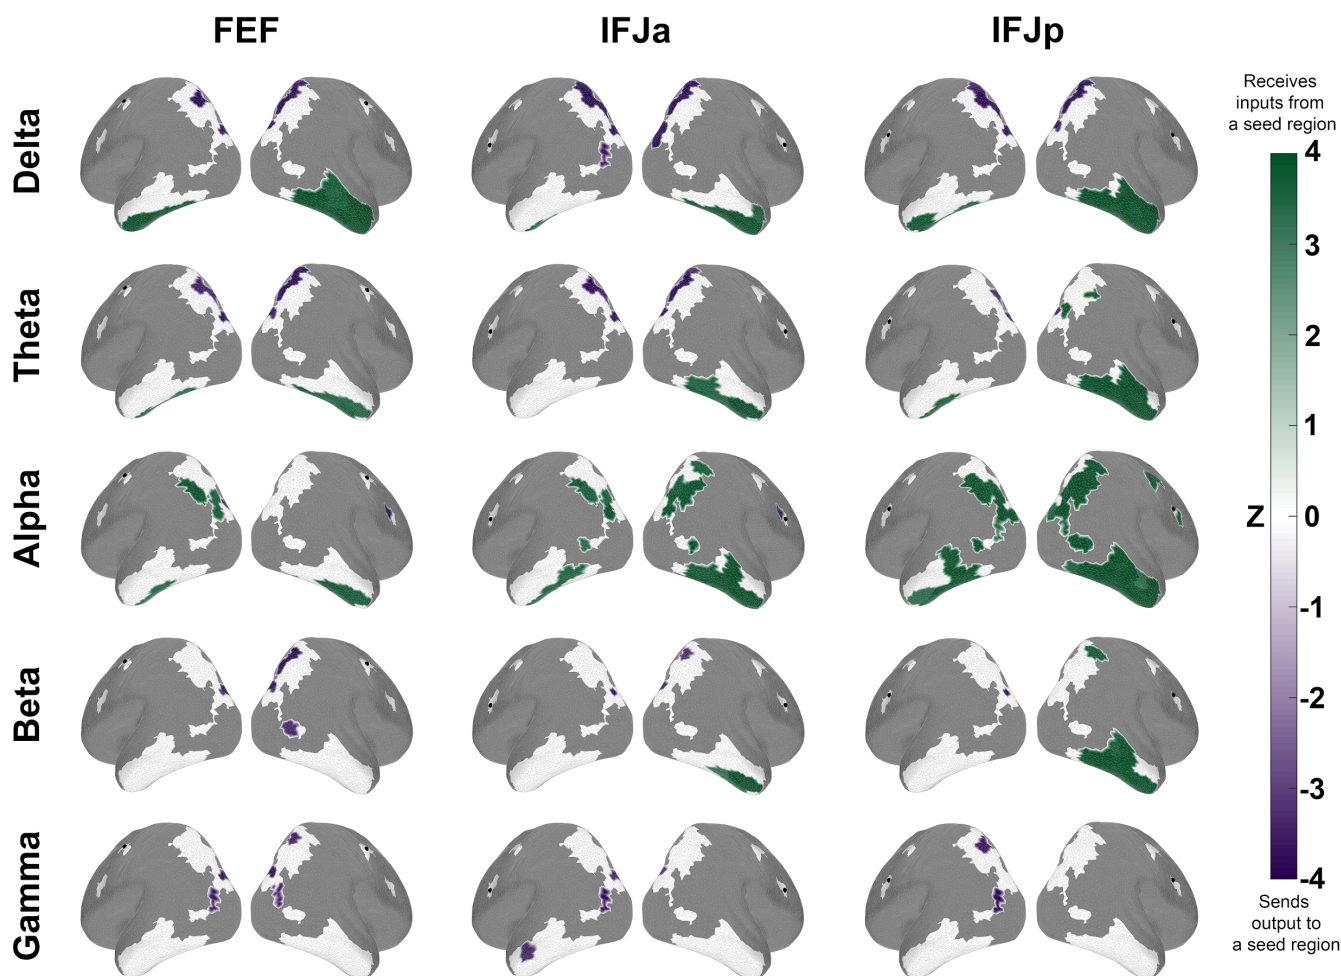 FEF IFJa IFJp
Receives
inputs from
a seed region
Delta
Theta
Alpha
Beta
Gamma
4
3
2
1
Z 0
-1
-2
-3
-4
Sends
output to
a seed region